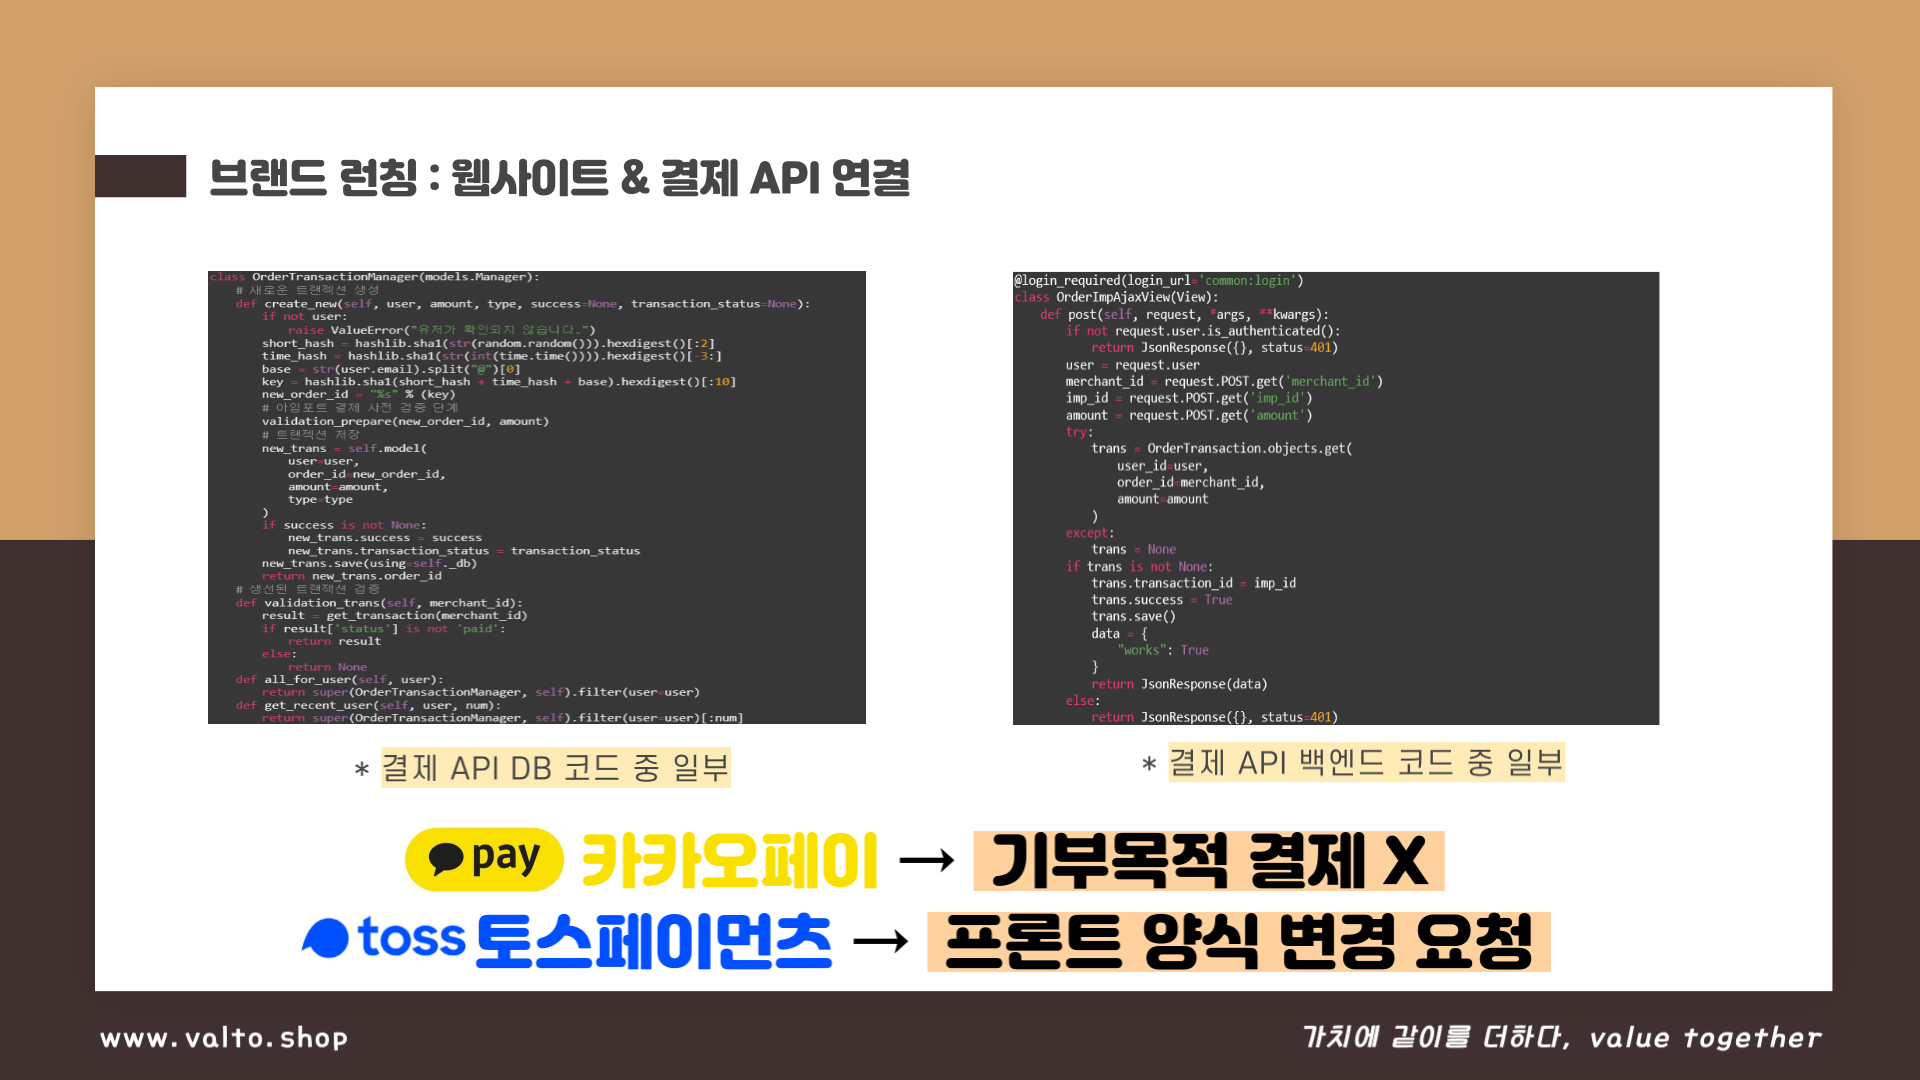 브랜드 런칭 : 웹사이트 & 결제 API 연결
class OrderTransactionManager(models.Manager):
    # 새로운 트랜젝션 생성
    def create_new(self, user, amount, type, success=None, transaction_status=None):
        if not user:
            raise ValueError("유저가 확인되지 않습니다.")
        short_hash = hashlib.sha1(str(random.random())).hexdigest()[:2]
        time_hash = hashlib.sha1(str(int(time.time()))).hexdigest()[-3:]
        base = str(user.email).split("@")[0]
        key = hashlib.sha1(short_hash + time_hash + base).hexdigest()[:10]
        new_order_id = "%s" % (key)
        # 아임포트 결제 사전 검증 단계
        validation_prepare(new_order_id, amount)
        # 트랜젝션 저장
        new_trans = self.model(
            user=user,
            order_id=new_order_id,
            amount=amount,
            type=type
        )
        if success is not None:
            new_trans.success = success
            new_trans.transaction_status = transaction_status
        new_trans.save(using=self._db)
        return new_trans.order_id
    # 생선된 트랜잭션 검증
    def validation_trans(self, merchant_id):
        result = get_transaction(merchant_id)
        if result['status'] is not 'paid':
            return result
        else:
            return None
    def all_for_user(self, user):
        return super(OrderTransactionManager, self).filter(user=user)
    def get_recent_user(self, user, num):
        return super(OrderTransactionManager, self).filter(user=user)[:num]
* 결제 API DB 코드 중 일부
@login_required(login_url='common:login')
class OrderImpAjaxView(View):
    def post(self, request, *args, **kwargs):
        if not request.user.is_authenticated():
            return JsonResponse({}, status=401)
        user = request.user
        merchant_id = request.POST.get('merchant_id')
        imp_id = request.POST.get('imp_id')
        amount = request.POST.get('amount')
        try:
            trans = OrderTransaction.objects.get(
                user_id=user,
                order_id=merchant_id,
                amount=amount
            )
        except:
            trans = None
        if trans is not None:
            trans.transaction_id = imp_id
            trans.success = True
            trans.save()
            data = {
                "works": True
            }
            return JsonResponse(data)
        else:
            return JsonResponse({}, status=401)
* 결제 API 백엔드 코드 중 일부
pay 카카오페이 → 기부목적 결제 X
toss 토스페이먼츠 → 프론트 양식 변경 요청
www.valto.shop
가치에 같이를 더하다, value together